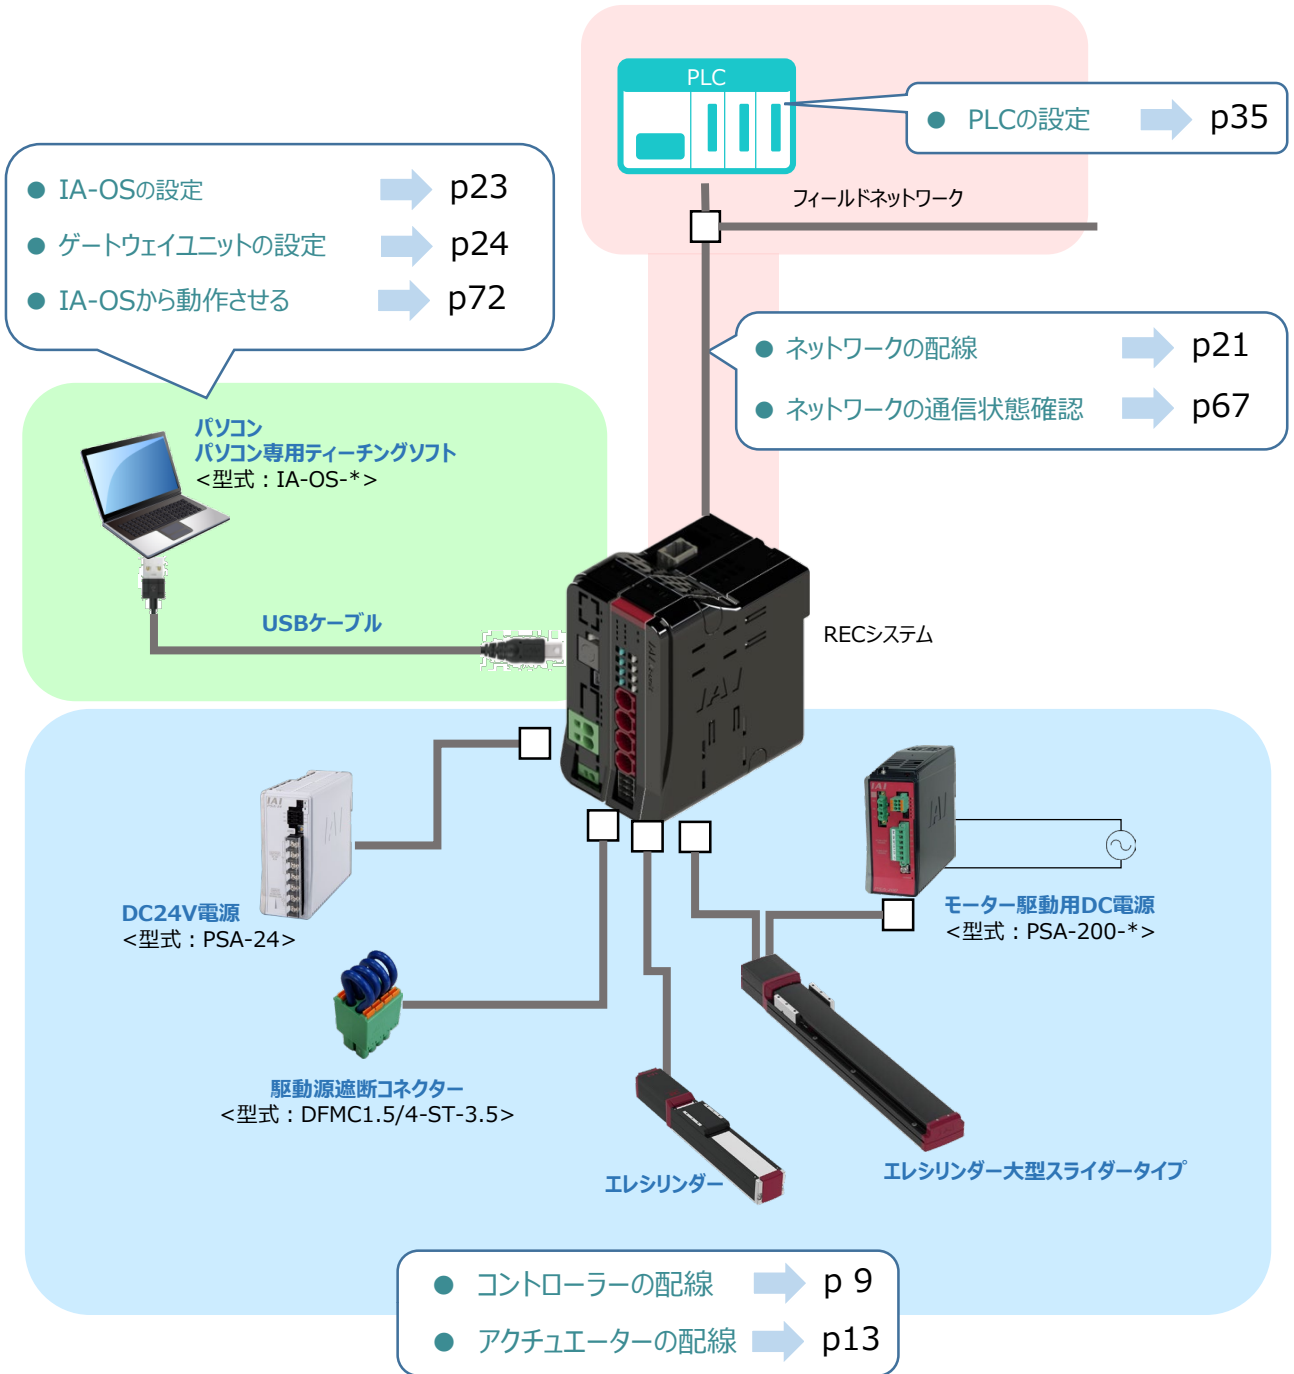 PLC
● PLCの設定 p35
フィールドネットワーク
● IA-OSの設定 p23
● ゲートウェイユニットの設定 p24
● IA-OSから動作させる p72
● ネットワークの配線 p21
● ネットワークの通信状態確認 p67
パソコン
パソコン専用ティーチングソフト
<型式：IA-OS-*>
USBケーブル
RECシステム
IAI
DC24V電源
<型式：PSA-24>
IAI
モーター駆動用DC電源
<型式：PSA-200-*>
駆動源遮断コネクター
<型式：DFMC1.5/4-ST-3.5>
エレシリンダー
エレシリンダー大型スライダータイプ
● コントローラーの配線 p 9
● アクチュエーターの配線 p13